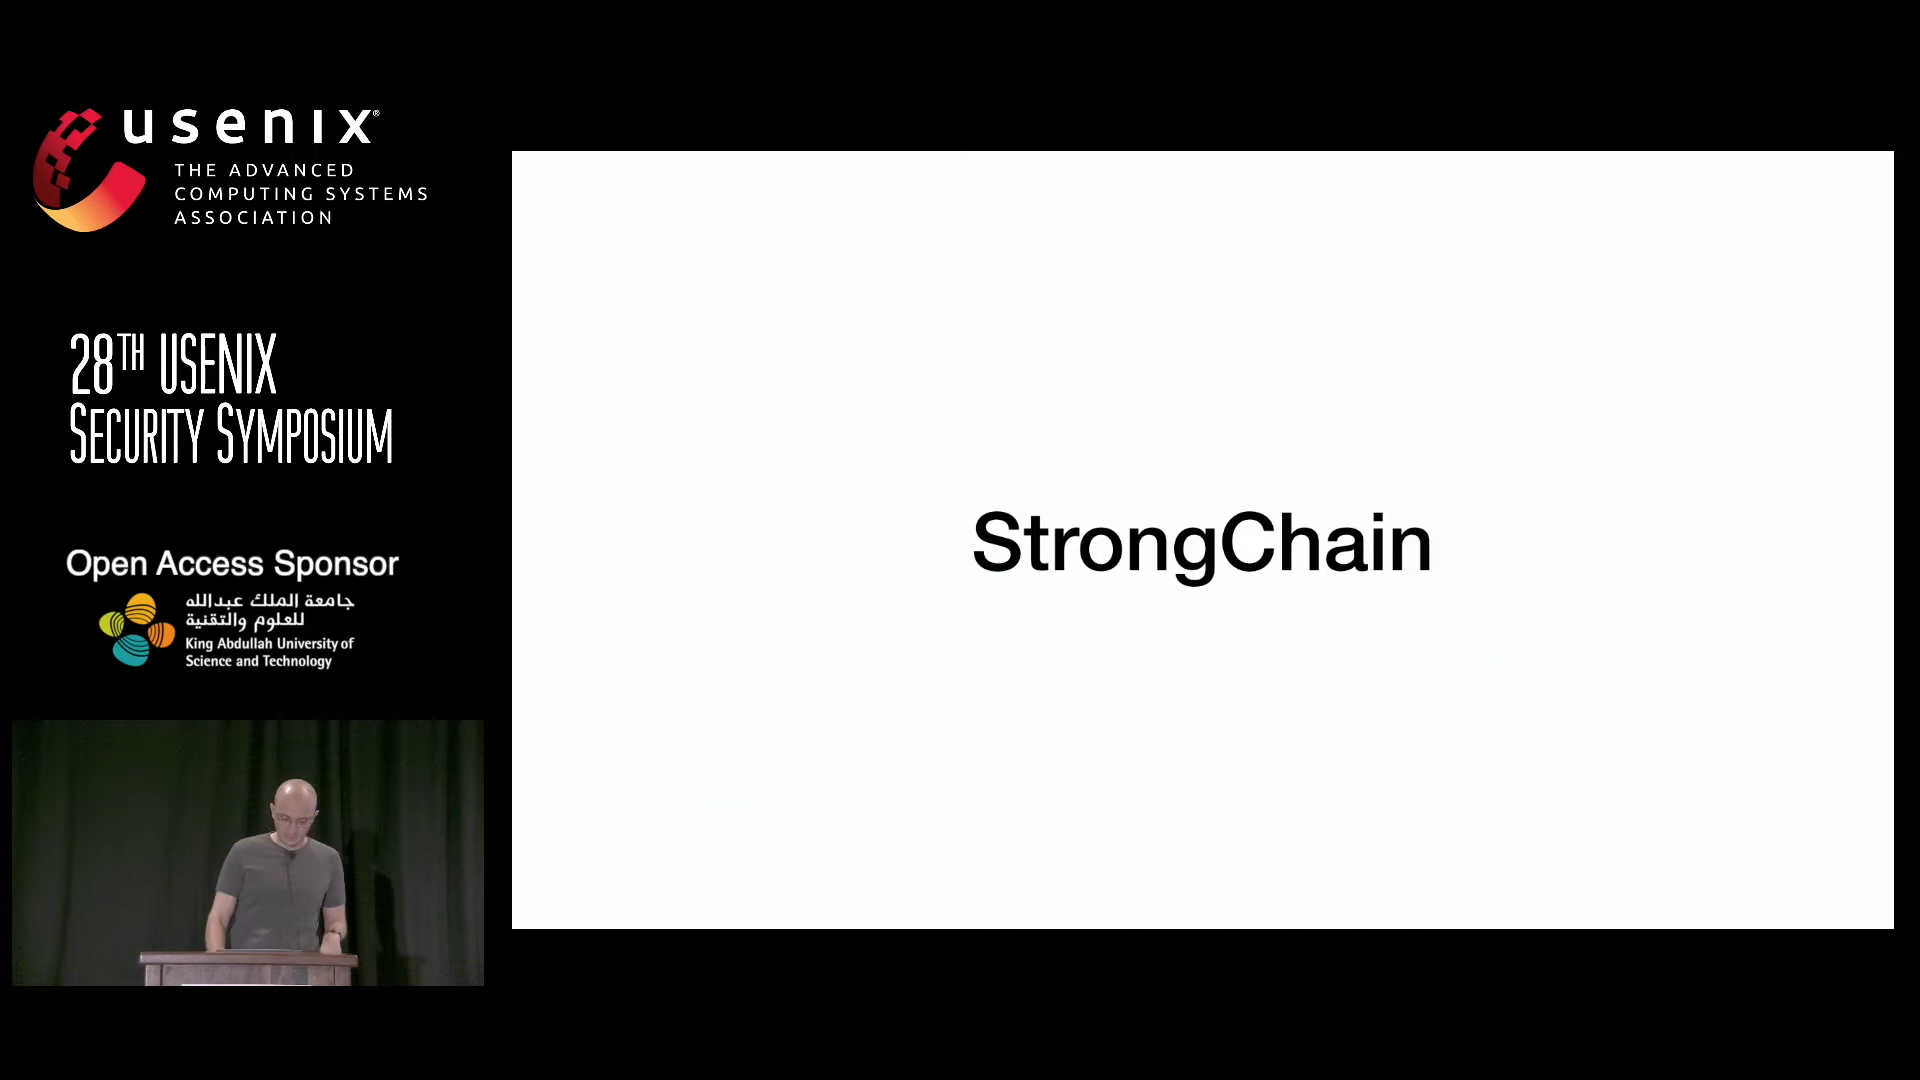 usenix®
THE ADVANCED
COMPUTING SYSTEMS
ASSOCIATION
28TH USENIX
SECURITY SYMPOSIUM
Open Access Sponsor
جامعة الملك عبدالله
للعلوم والتقنية
King Abdullah University of
Science and Technology
StrongChain